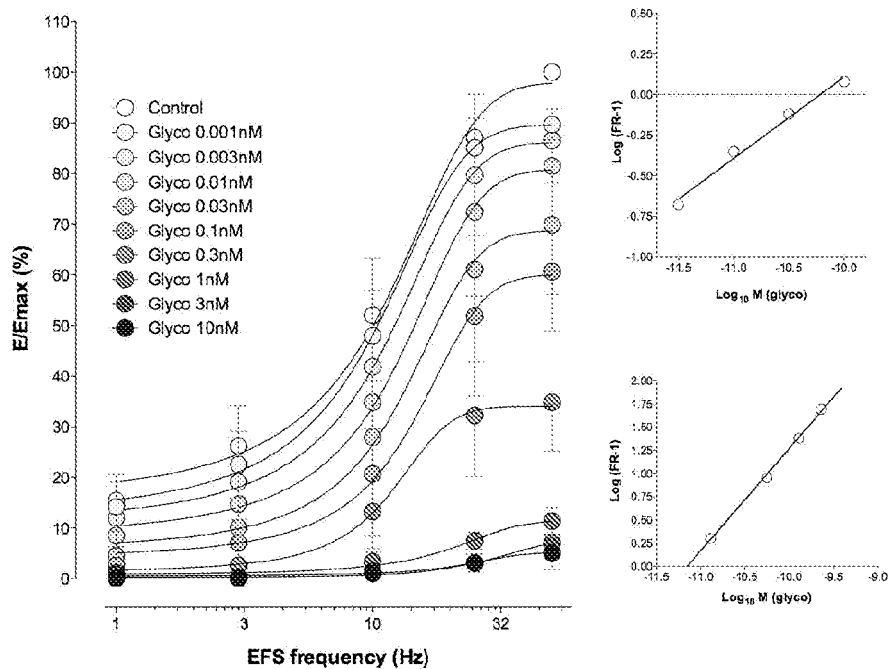 110
100
90
80
70
60
50
40
30
20
10
0
E/Emax (%)
Control
Glyco 0.001nM
Glyco 0.003nM
Glyco 0.01nM
Glyco 0.03nM
Glyco 0.1nM
Glyco 0.3nM
Glyco 1nM
Glyco 3nM
Glyco 10nM
1 3 10 32
EFS frequency (Hz)
0.50
0.25
0.00
-0.25
-0.50
-0.75
-1.00
Log (FR-1)
-11.5 -11.0 -10.5 -10.0
Log10 M (glyco)
2.00
1.75
1.50
1.25
1.00
0.75
0.50
0.25
0.00
Log (FR-1)
-11.5 -11.0 -10.5 -10.0 -9.5 -9.0
Log10 M (glyco)